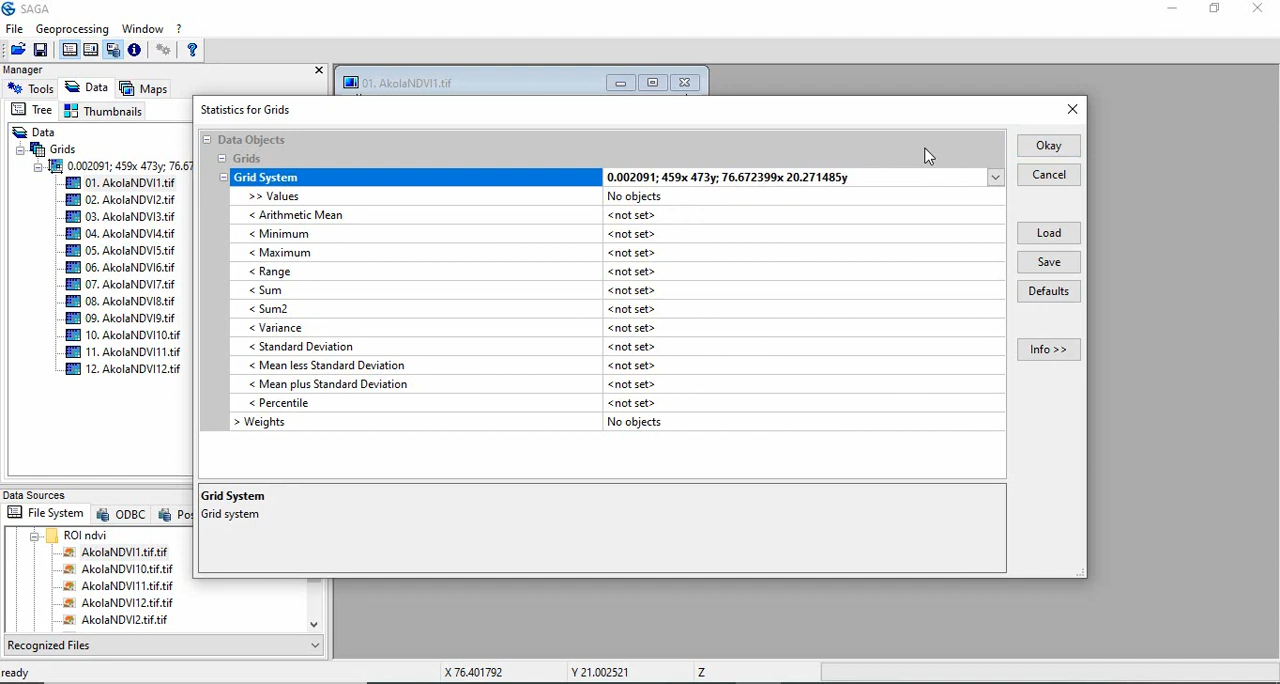 SAGA
File Geoprocessing Window ?
Manager
Tools Data Maps
Tree Thumbnails
Data
Grids
0.002091; 459x 473y; 76.67
01. AkolaNDVI1.tif
02. AkolaNDVI2.tif
03. AkolaNDVI3.tif
04. AkolaNDVI4.tif
05. AkolaNDVI5.tif
06. AkolaNDVI6.tif
07. AkolaNDVI7.tif
08. AkolaNDVI8.tif
09. AkolaNDVI9.tif
10. AkolaNDVI10.tif
11. AkolaNDVI11.tif
12. AkolaNDVI12.tif
Data Sources
File System ODBC Pos
ROI ndvi
AkolaNDVI1.tif.tif
AkolaNDVI10.tif.tif
AkolaNDVI11.tif.tif
AkolaNDVI12.tif.tif
AkolaNDVI2.tif.tif
Recognized Files
01. AkolaNDVI1.tif
Statistics for Grids
Data Objects
Grids
Grid System 0.002091; 459x 473y; 76.672399x 20.271485y
>> Values No objects
< Arithmetic Mean <not set>
< Minimum <not set>
< Maximum <not set>
< Range <not set>
< Sum <not set>
< Sum2 <not set>
< Variance <not set>
< Standard Deviation <not set>
< Mean less Standard Deviation <not set>
< Mean plus Standard Deviation <not set>
< Percentile <not set>
> Weights No objects
Grid System
Grid system
Okay
Cancel
Load
Save
Defaults
Info >>
ready X 76.401792 Y 21.002521 Z